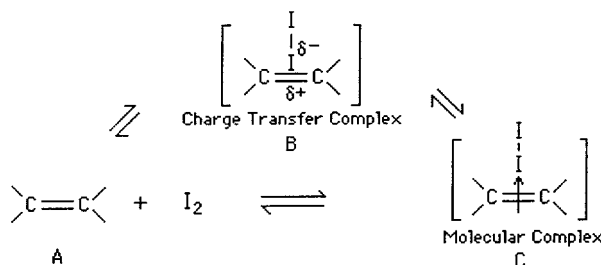 I
I δ−
C C
δ+
Charge Transfer Complex
B
I
I
C C + I2
C C
Molecular Complex
A
C